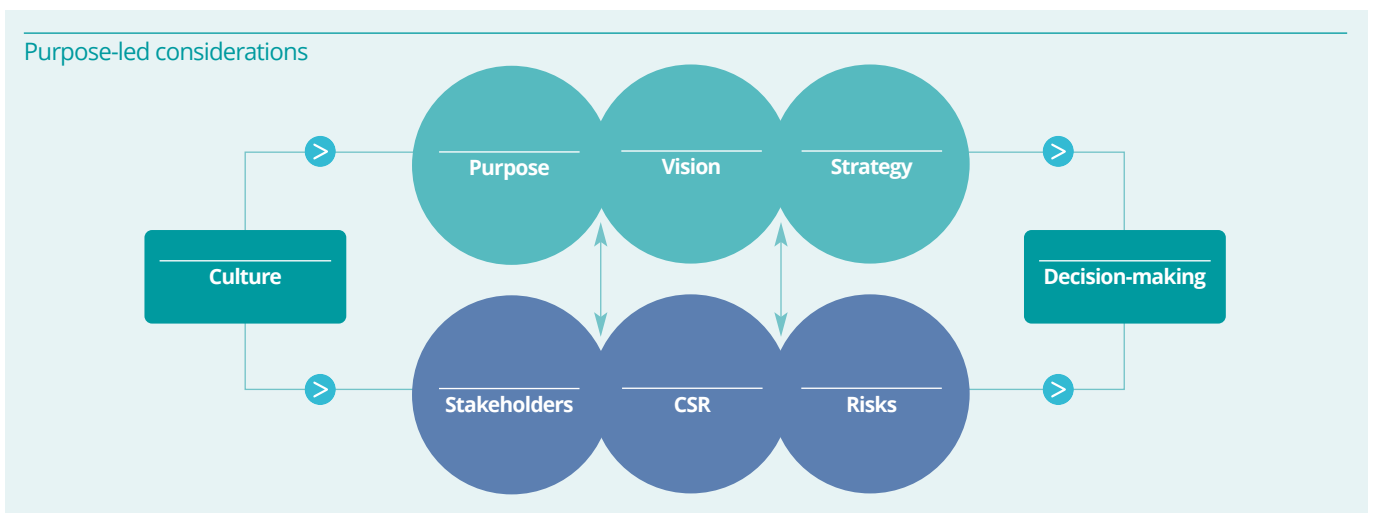 Purpose-led considerations
Purpose
Vision
Strategy
Culture
Decision-making
Stakeholders
CSR
Risks